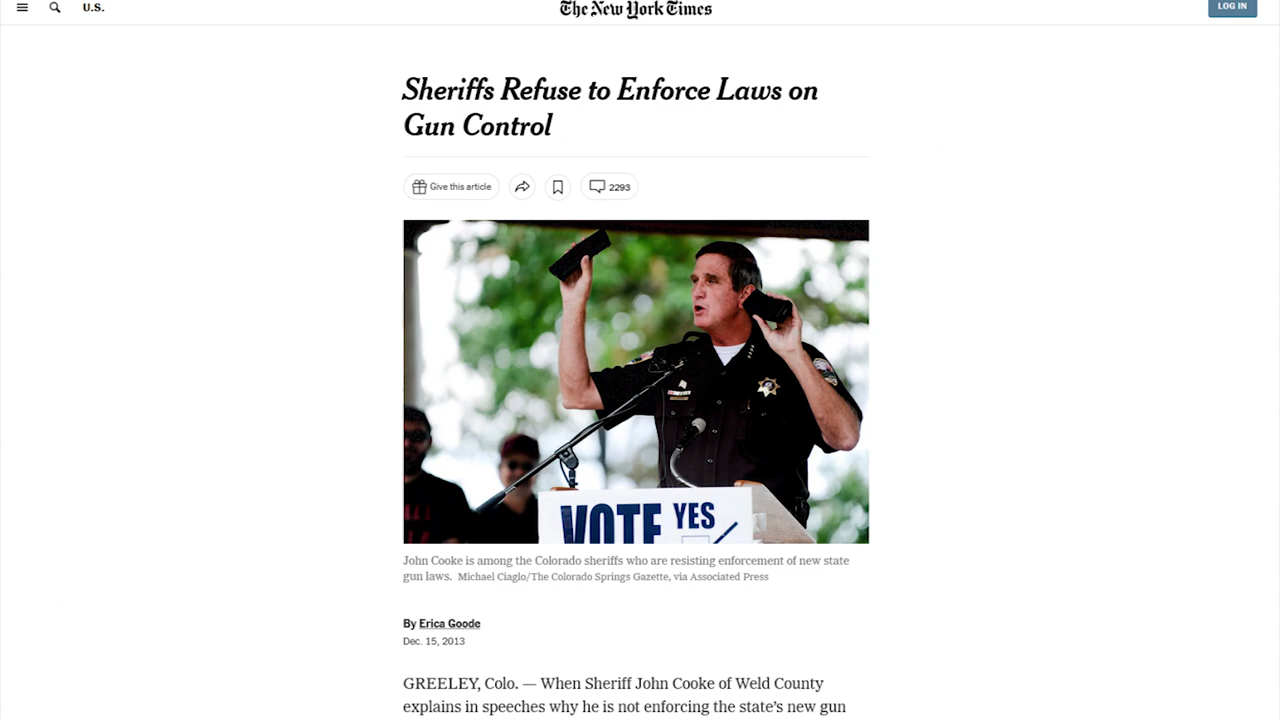 U.S.
The New York Times
LOG IN
Sheriffs Refuse to Enforce Laws on
Gun Control
Give this article
2293
VOTE YES
John Cooke is among the Colorado sheriffs who are resisting enforcement of new state
gun laws. Michael Ciaglo/The Colorado Springs Gazette, via Associated Press
By Erica Goode
Dec. 15, 2013
GREELEY, Colo. — When Sheriff John Cooke of Weld County
explains in speeches why he is not enforcing the state’s new gun